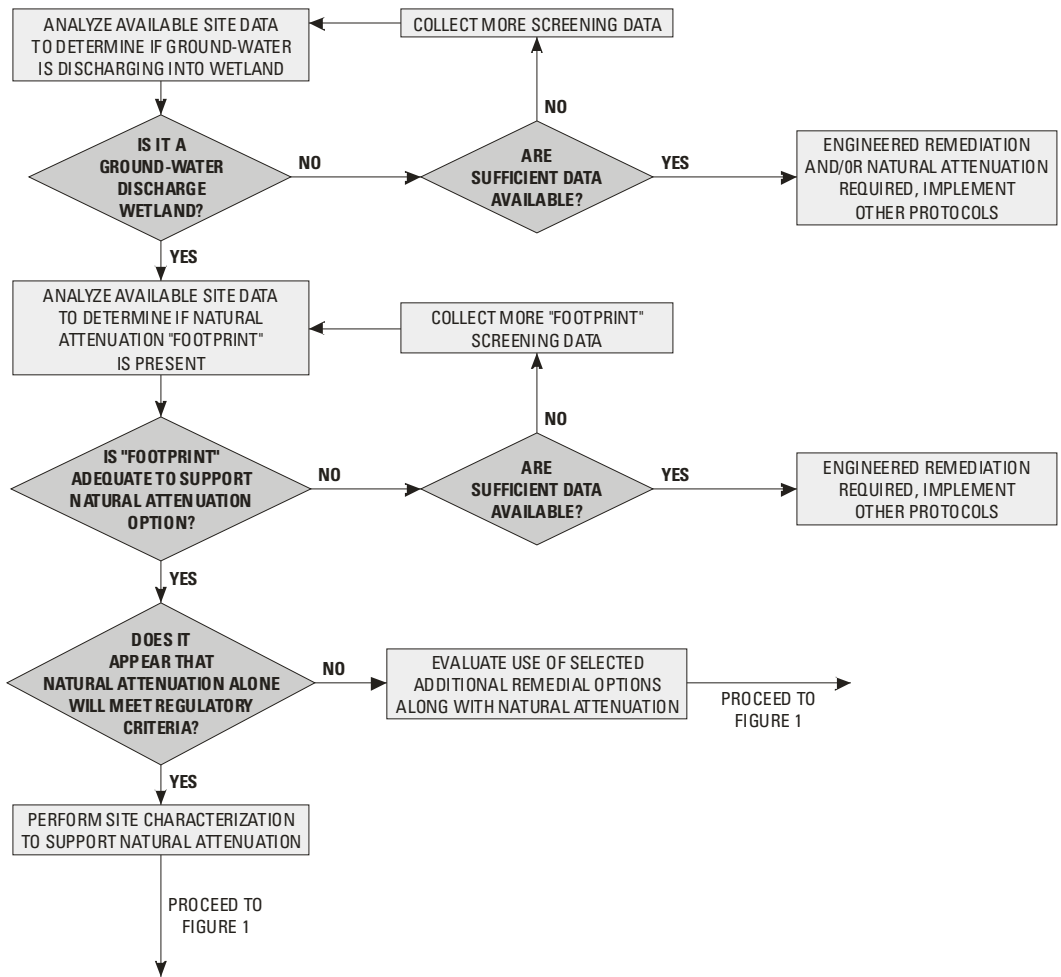 ANALYZE AVAILABLE SITE DATA
TO DETERMINE IF GROUND-WATER
IS DISCHARGING INTO WETLAND
COLLECT MORE SCREENING DATA
NO
IS IT A
GROUND-WATER
DISCHARGE
WETLAND?
NO
ARE
SUFFICIENT DATA
AVAILABLE?
YES
ENGINEERED REMEDIATION
AND/OR NATURAL ATTENUATION
REQUIRED, IMPLEMENT
OTHER PROTOCOLS
YES
ANALYZE AVAILABLE SITE DATA
TO DETERMINE IF NATURAL
ATTENUATION "FOOTPRINT"
IS PRESENT
COLLECT MORE "FOOTPRINT"
SCREENING DATA
NO
IS "FOOTPRINT"
ADEQUATE TO SUPPORT
NATURAL ATTENUATION
OPTION?
NO
ARE
SUFFICIENT DATA
AVAILABLE?
YES
ENGINEERED REMEDIATION
REQUIRED, IMPLEMENT
OTHER PROTOCOLS
YES
DOES IT
APPEAR THAT
NATURAL ATTENUATION ALONE
WILL MEET REGULATORY
CRITERIA?
NO
EVALUATE USE OF SELECTED
ADDITIONAL REMEDIAL OPTIONS
ALONG WITH NATURAL ATTENUATION
PROCEED TO
FIGURE 1
YES
PERFORM SITE CHARACTERIZATION
TO SUPPORT NATURAL ATTENUATION
PROCEED TO
FIGURE 1